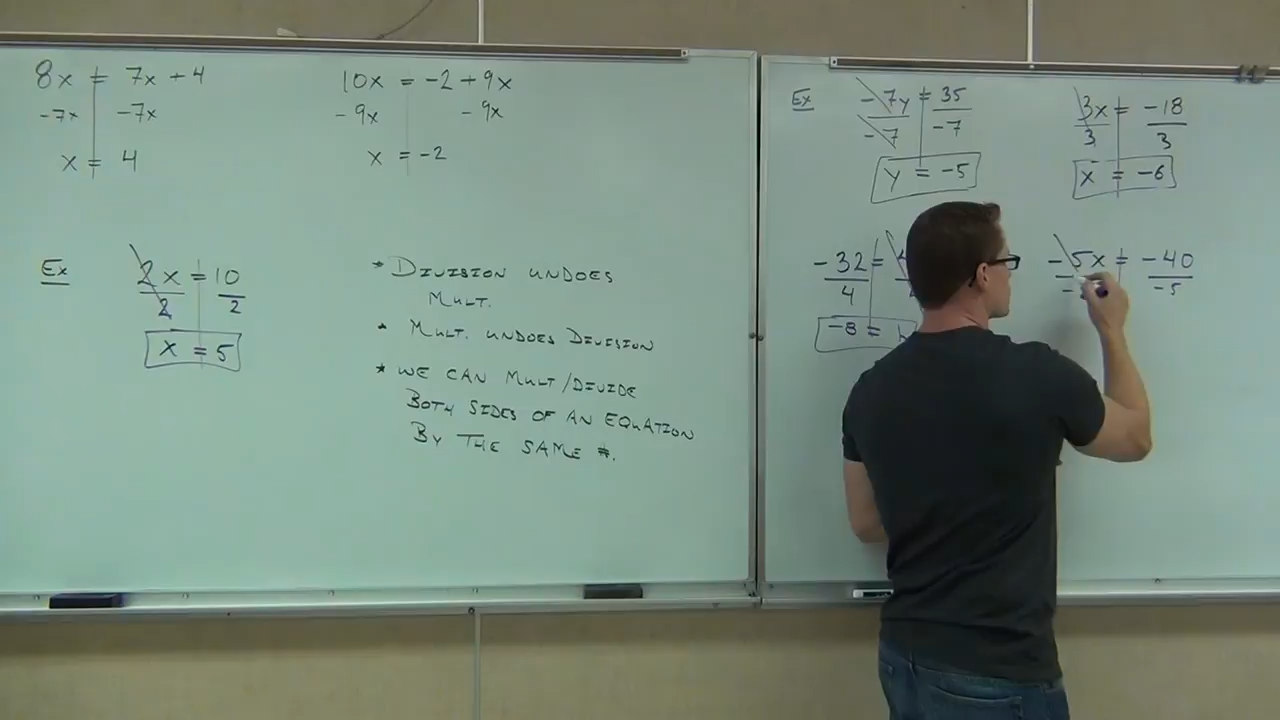 8x = 7x + 4
-7x -7x
x = 4
10x = -2 + 9x
- 9x - 9x
x = -2
Ex
2x = 10
2 2
x = 5
* DIVISION UNDOES
MULT.
* MULT. UNDOES DIVISION
* WE CAN MULT/DIVIDE
BOTH SIDES OF AN EQUATION
BY THE SAME #.
Ex
-7y = 35
-7 -7
y = -5
3x = -18
3 3
x = -6
-32 =
4
-8 =
-5x = -40
-5